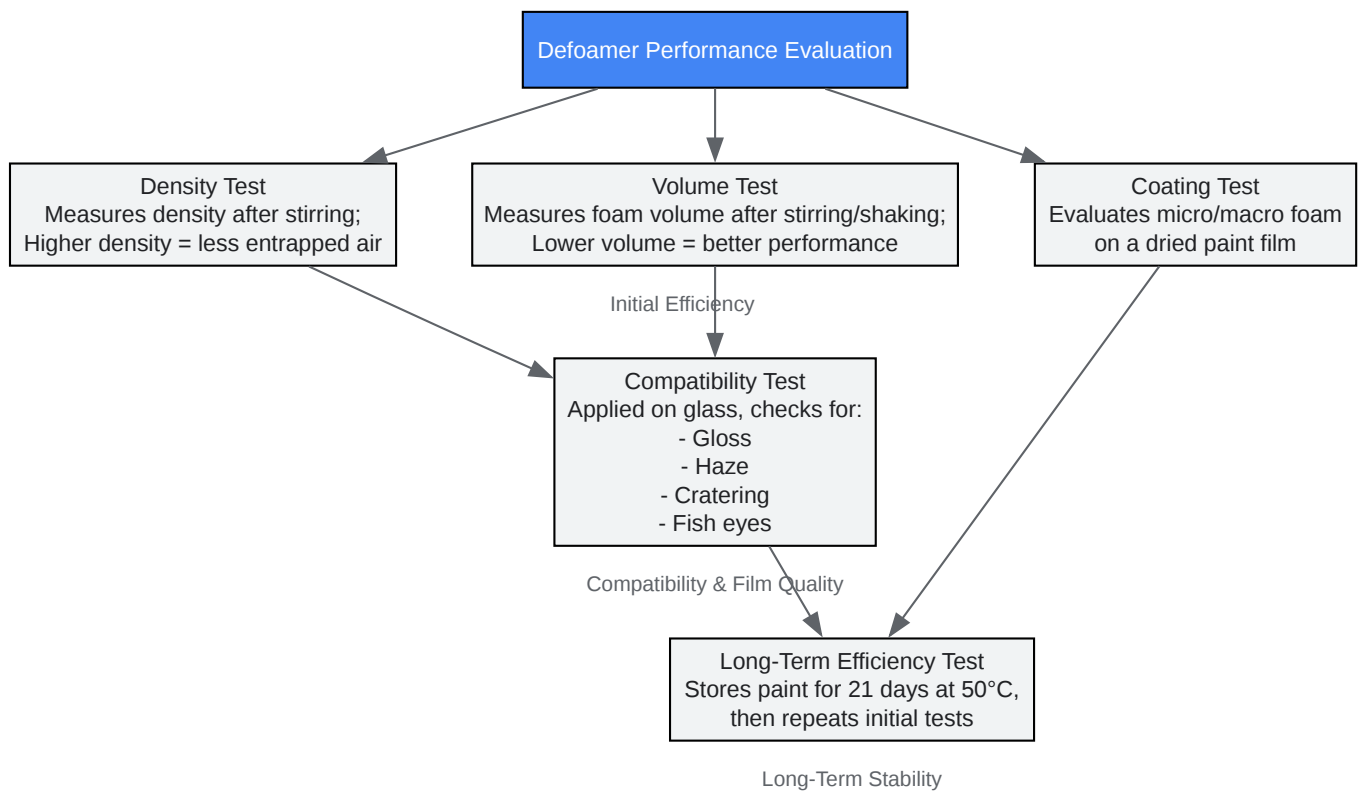 Defoamer Performance Evaluation
Density Test
Measures density after stirring;
Higher density = less entrapped air
Volume Test
Measures foam volume after stirring/shaking;
Lower volume = better performance
Coating Test
Evaluates micro/macro foam
on a dried paint film
Initial Efficiency
Compatibility Test
Applied on glass, checks for:
- Gloss
- Haze
- Cratering
- Fish eyes
Compatibility & Film Quality
Long-Term Efficiency Test
Stores paint for 21 days at 50°C,
then repeats initial tests
Long-Term Stability